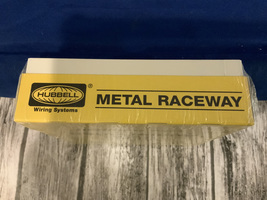 HUBBELL®
Wiring Systems
METAL RACEWAY